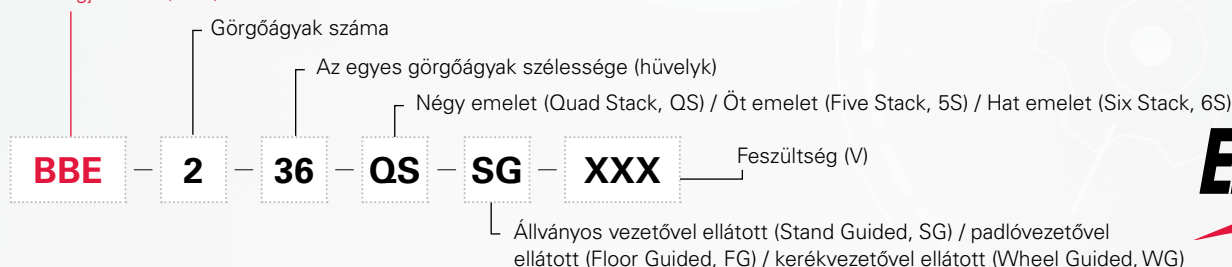 Görgőágyak száma
Az egyes görgőágyak szélessége (hüvelyk)
Négy emelet (Quad Stack, QS) / Öt emelet (Five Stack, 5S) / Hat emelet (Six Stack, 6S)
BBE – 2 – 36 – QS – SG – XXX
Feszültség (V)
Állványos vezetővel ellátott (Stand Guided, SG) / padlóvezetővel
ellátott (Floor Guided, FG) / kerékvezetővel ellátott (Wheel Guided, WG)